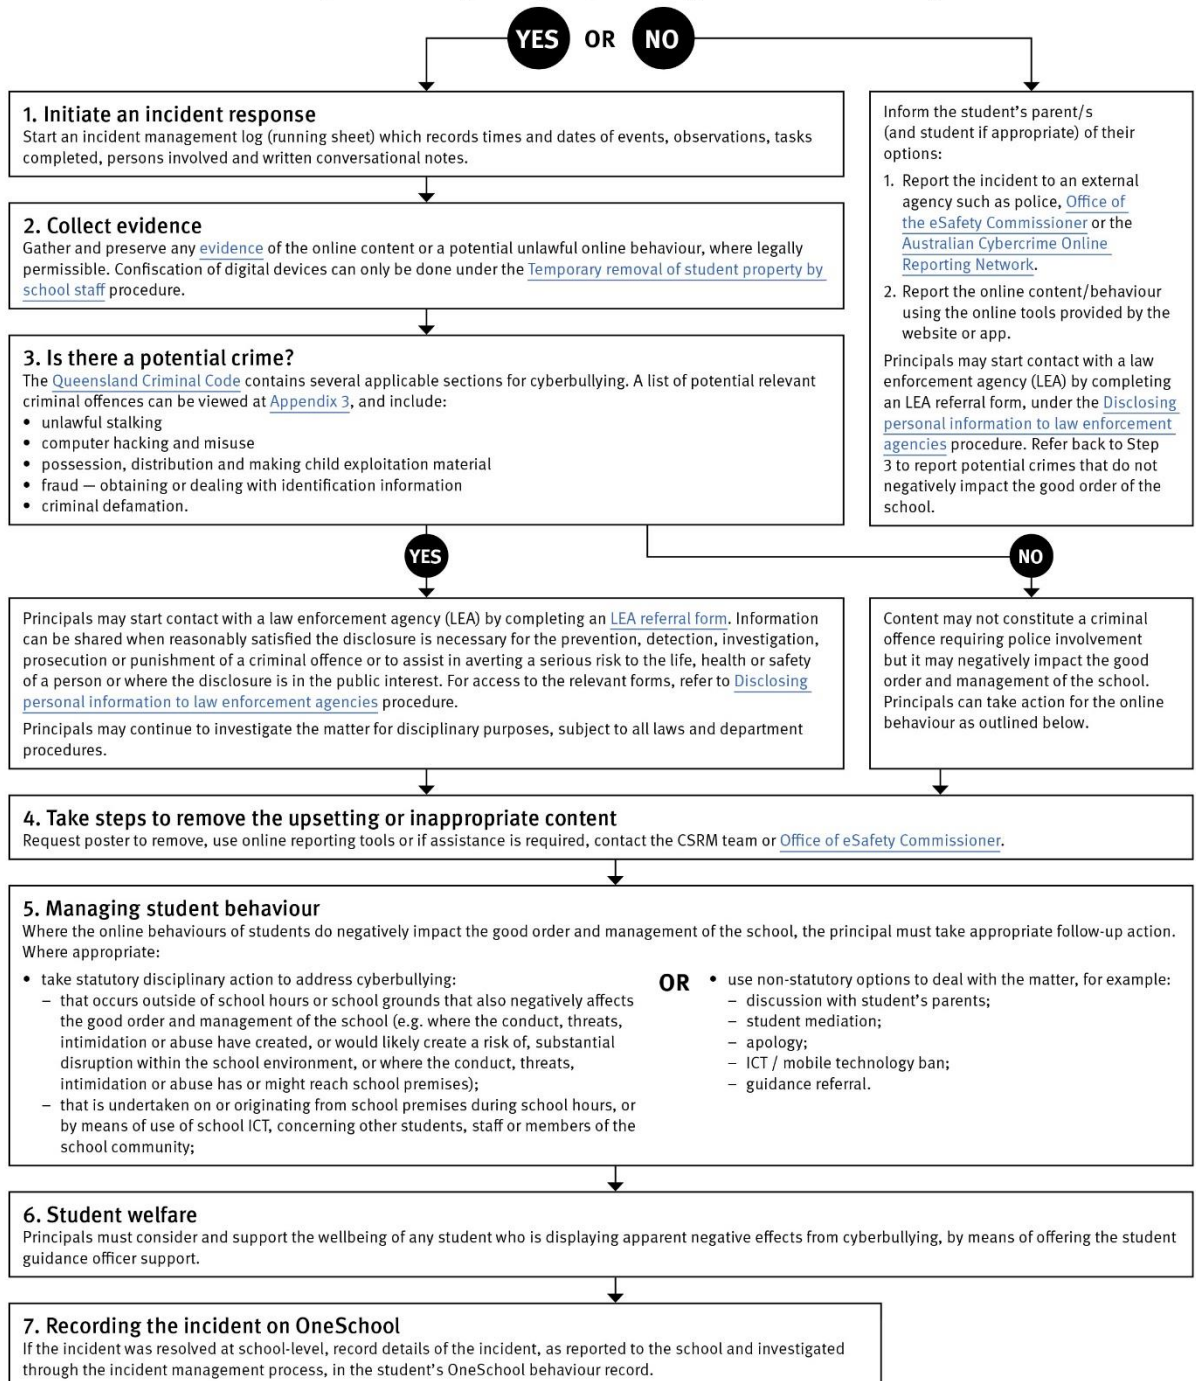 YES OR NO
1. Initiate an incident response
Start an incident management log (running sheet) which records times and dates of events, observations, tasks
completed, persons involved and written conversational notes.
Inform the student's parent/s
(and student if appropriate) of their
options:
1. Report the incident to an external
agency such as police, Office of
the eSafety Commissioner or the
Australian Cybercrime Online
Reporting Network.
2. Report the online content/behaviour
using the online tools provided by the
website or app.
Principals may start contact with a law
enforcement agency (LEA) by completing
an LEA referral form, under the Disclosing
personal information to law enforcement
agencies procedure. Refer back to Step
3 to report potential crimes that do not
negatively impact the good order of the
school.
2. Collect evidence
Gather and preserve any evidence of the online content or a potential unlawful online behaviour, where legally
permissible. Confiscation of digital devices can only be done under the Temporary removal of student property by
school staff procedure.
3. Is there a potential crime?
The Queensland Criminal Code contains several applicable sections for cyberbullying. A list of potential relevant
criminal offences can be viewed at Appendix 3, and include:
• unlawful stalking
• computer hacking and misuse
• possession, distribution and making child exploitation material
• fraud — obtaining or dealing with identification information
• criminal defamation.
YES
NO
Principals may start contact with a law enforcement agency (LEA) by completing an LEA referral form. Information
can be shared when reasonably satisfied the disclosure is necessary for the prevention, detection, investigation,
prosecution or punishment of a criminal offence or to assist in averting a serious risk to the life, health or safety
of a person or where the disclosure is in the public interest. For access to the relevant forms, refer to Disclosing
personal information to law enforcement agencies procedure.
Principals may continue to investigate the matter for disciplinary purposes, subject to all laws and department
procedures.
Content may not constitute a criminal
offence requiring police involvement
but it may negatively impact the good
order and management of the school.
Principals can take action for the online
behaviour as outlined below.
4. Take steps to remove the upsetting or inappropriate content
Request poster to remove, use online reporting tools or if assistance is required, contact the CSRM team or Office of eSafety Commissioner.
5. Managing student behaviour
Where the online behaviours of students do negatively impact the good order and management of the school, the principal must take appropriate follow-up action.
Where appropriate:
• take statutory disciplinary action to address cyberbullying:
– that occurs outside of school hours or school grounds that also negatively affects
the good order and management of the school (e.g. where the conduct, threats,
intimidation or abuse have created, or would likely create a risk of, substantial
disruption within the school environment, or where the conduct, threats,
intimidation or abuse has or might reach school premises);
– that is undertaken on or originating from school premises during school hours, or
by means of use of school ICT, concerning other students, staff or members of the
school community;
OR
• use non-statutory options to deal with the matter, for example:
– discussion with student's parents;
– student mediation;
– apology;
– ICT / mobile technology ban;
– guidance referral.
6. Student welfare
Principals must consider and support the wellbeing of any student who is displaying apparent negative effects from cyberbullying, by means of offering the student
guidance officer support.
7. Recording the incident on OneSchool
If the incident was resolved at school-level, record details of the incident, as reported to the school and investigated
through the incident management process, in the student's OneSchool behaviour record.